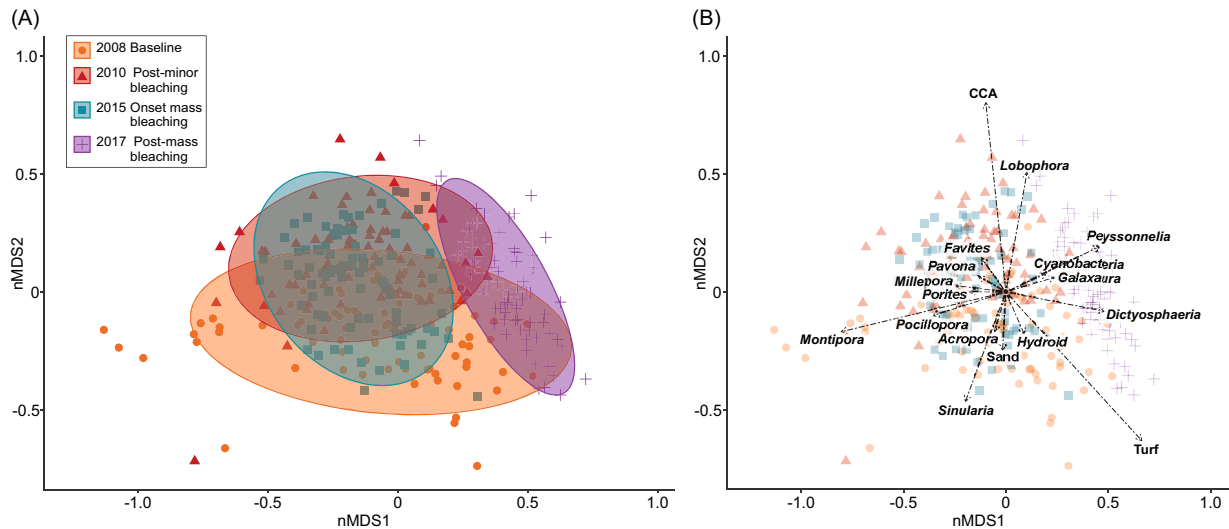 (A)
(B)
1.0
0.5
0
-0.5
nMDS2
2008 Baseline
2010 Post-minor
bleaching
2015 Onset mass
bleaching
2017 Post-mass
bleaching
-1.0
-0.5
0
0.5
1.0
nMDS1
1.0
0.5
0
-0.5
nMDS2
CCA
Lobophora
Peyssonnelia
Favites
Cyanobacteria
Pavona
Galaxaura
Millepora
Porites
Dictyosphaeria
Pocillopora
Montipora
Acropora
Hydroid
Sand
Sinularia
Turf
-1.0
-0.5
0
0.5
1.0
nMDS1